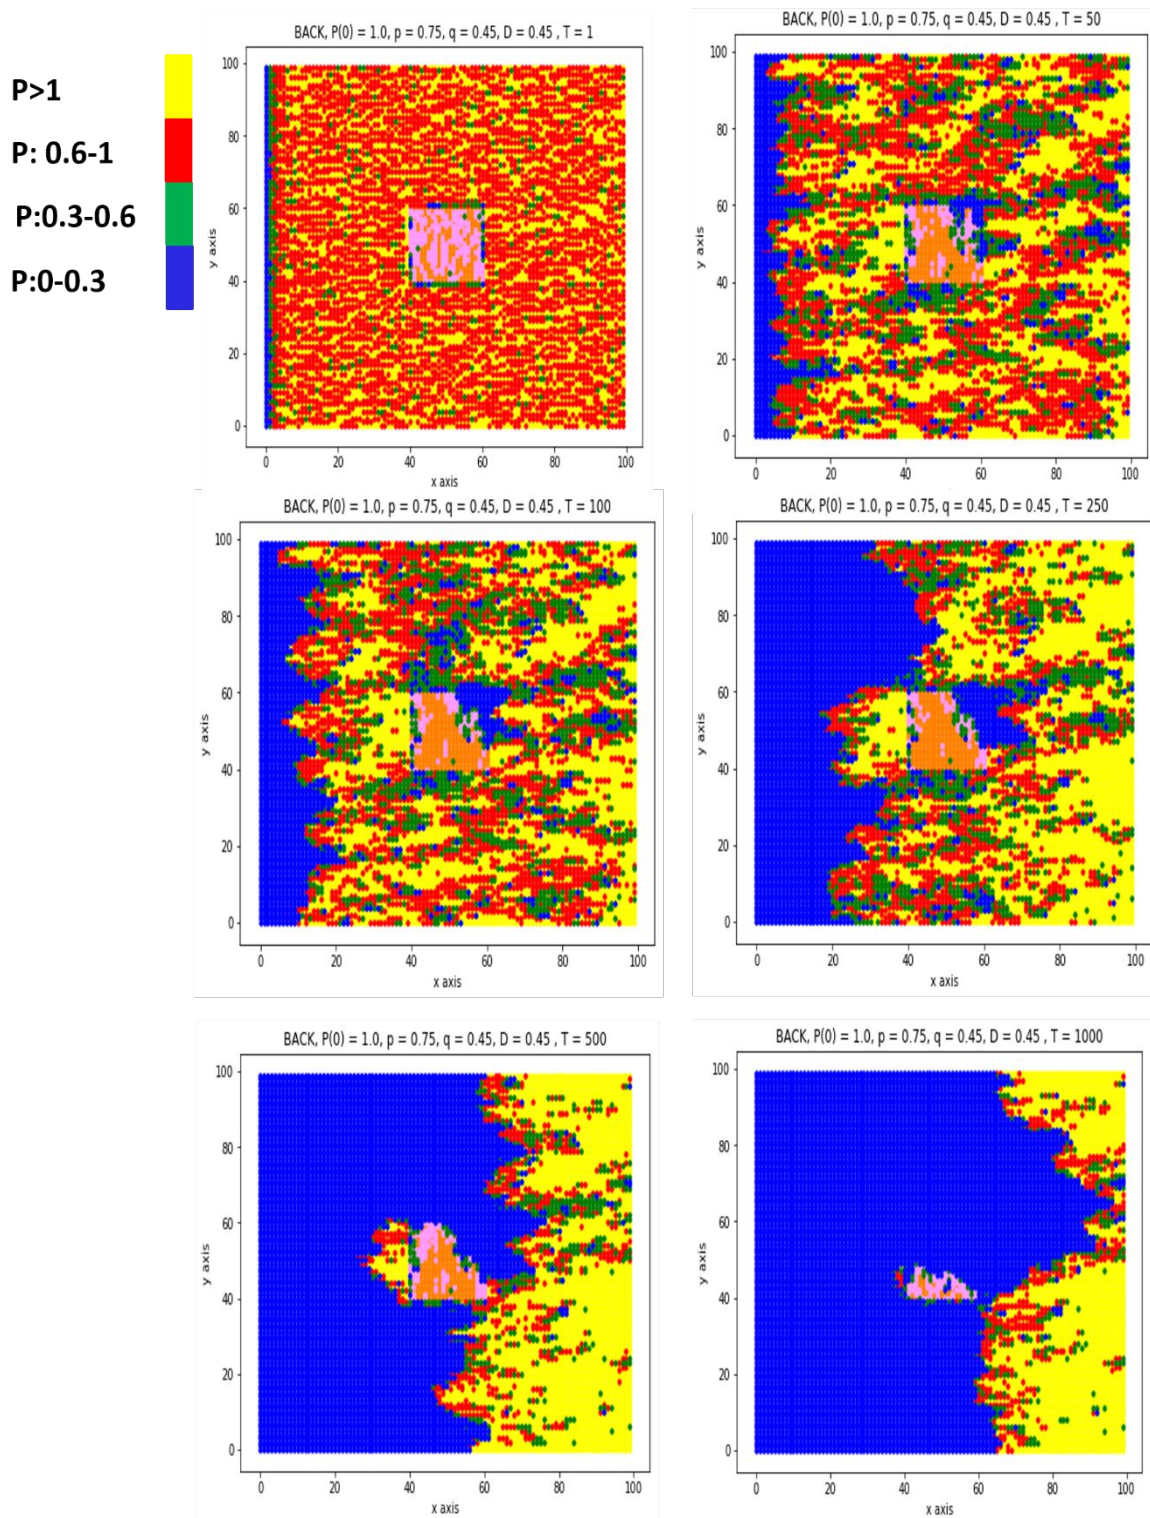 P>1
P: 0.6-1
P:0.3-0.6
P:0-0.3
BACK, P(0) = 1.0, p = 0.75, q = 0.45, D = 0.45 , T = 1
100
80
60
40
20
0
y axis
0 20 40 60 80 100
x axis
BACK, P(0) = 1.0, p = 0.75, q = 0.45, D = 0.45 , T = 50
100
80
60
40
20
0
y axis
0 20 40 60 80 100
x axis
BACK, P(0) = 1.0, p = 0.75, q = 0.45, D = 0.45 , T = 100
100
80
60
40
20
0
y axis
0 20 40 60 80 100
x axis
BACK, P(0) = 1.0, p = 0.75, q = 0.45, D = 0.45 , T = 250
100
80
60
40
20
0
y axis
0 20 40 60 80 100
x axis
BACK, P(0) = 1.0, p = 0.75, q = 0.45, D = 0.45 , T = 500
100
80
60
40
20
0
y axis
0 20 40 60 80 100
x axis
BACK, P(0) = 1.0, p = 0.75, q = 0.45, D = 0.45 , T = 1000
100
80
60
40
20
0
y axis
0 20 40 60 80 100
x axis